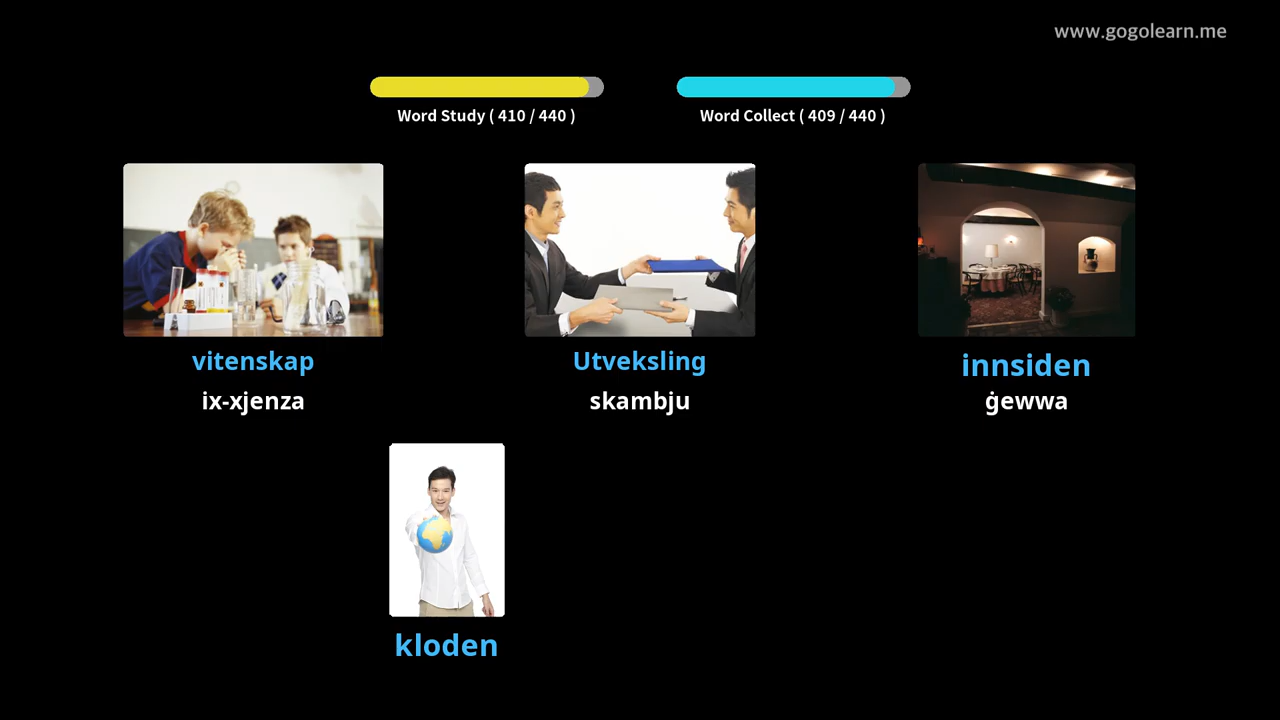 www.gogolearn.me
Word Study ( 410 / 440 )
Word Collect ( 409 / 440 )
vitenskap
Utveksling
innsiden
ix-xjenza
skambju
ġewwa
kloden